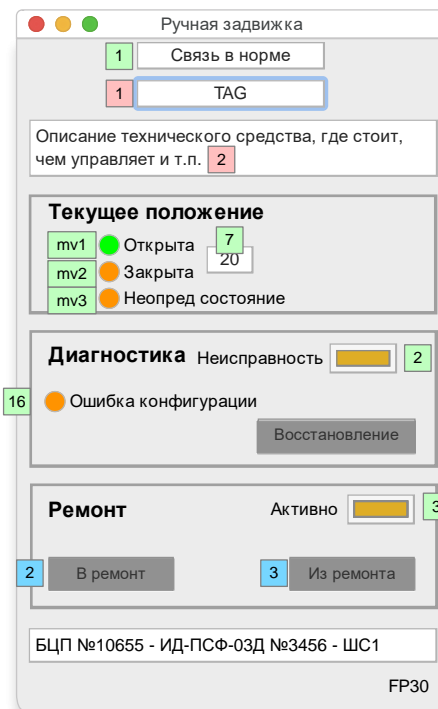 Ручная задвижка
1 Связь в норме
1 TAG
Описание технического средства, где стоит,
чем управляет и т.п. 2
Текущее положение
mv1 Открыта 7
20
mv2 Закрыта
mv3 Неопред состояние
Диагностика Неисправность 2
16 Ошибка конфигурации
Восстановление
Ремонт Активно 3
2 В ремонт 3 Из ремонта
БЦП №10655 - ИД-ПСФ-03Д №3456 - ШС1
FP30